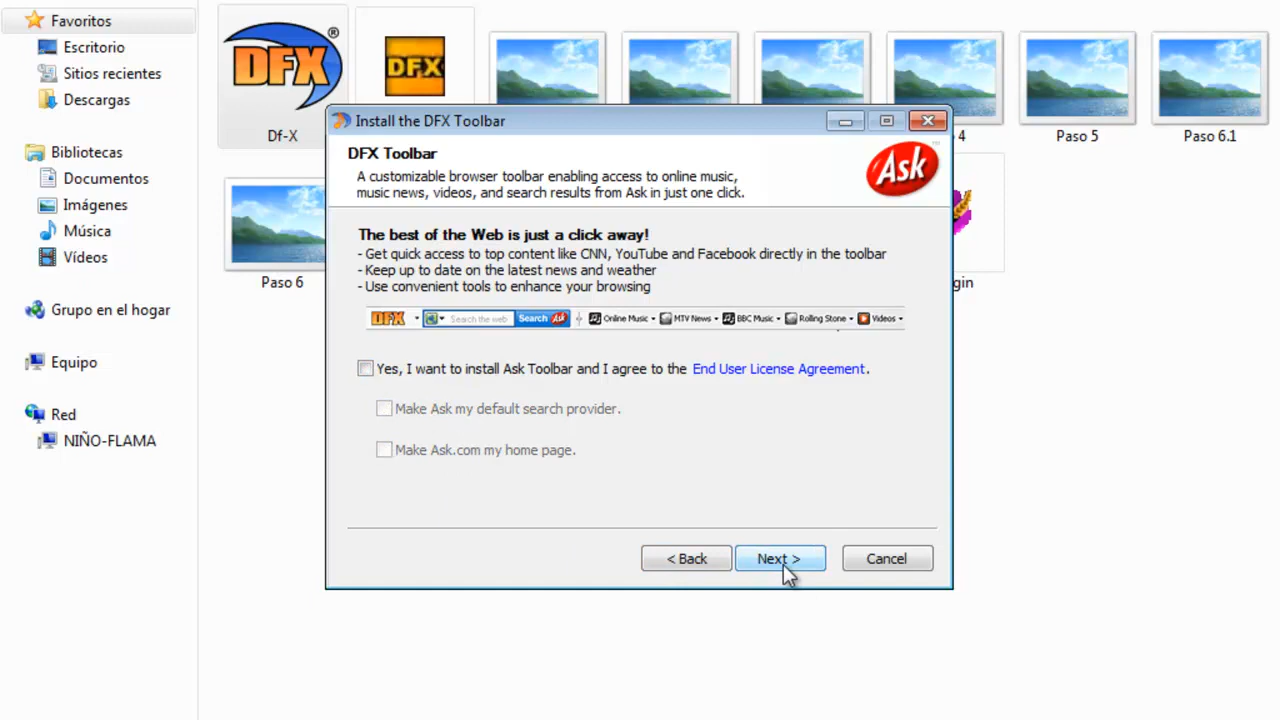 Favoritos
Escritorio
Sitios recientes
Descargas
Bibliotecas
Documentos
Imágenes
Música
Vídeos
Grupo en el hogar
Equipo
Red
NIÑO-FLAMA
DFX®
DFX
Df-X
4
Paso 5
Paso 6.1
Paso 6
gin
Install the DFX Toolbar
DFX Toolbar
A customizable browser toolbar enabling access to online music,
music news, videos, and search results from Ask in just one click.
Ask™
The best of the Web is just a click away!
- Get quick access to top content like CNN, YouTube and Facebook directly in the toolbar
- Keep up to date on the latest news and weather
- Use convenient tools to enhance your browsing
DFX Search the web Search Ask Online Music MTV News BBC Music Rolling Stone Videos
Yes, I want to install Ask Toolbar and I agree to the End User License Agreement.
Make Ask my default search provider.
Make Ask.com my home page.
< Back Next > Cancel